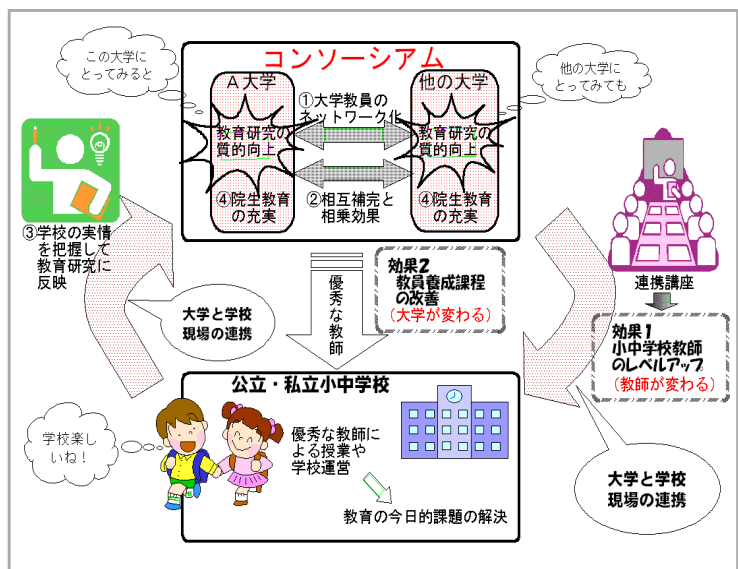 コンソーシアム
この大学に
とってみると
他の大学に
とってみても
A大学
他の大学
①大学教員の
ネットワーク化
教育研究の
質的向上
教育研究の
質的向上
②相互補完と
相乗効果
④院生教育
の充実
④院生教育
の充実
③学校の実情
を把握して
教育研究に
反映
大学と学校
現場の連携
優秀な教師
効果2
教員養成課程
の改善
(大学が変わる)
連携講座
効果1
小中学校教師
のレベルアップ
(教師が変わる)
公立・私立小中学校
学校楽し
いね!
優秀な教師に
よる授業や
学校運営
教育の今日的課題の解決
大学と学校
現場の連携